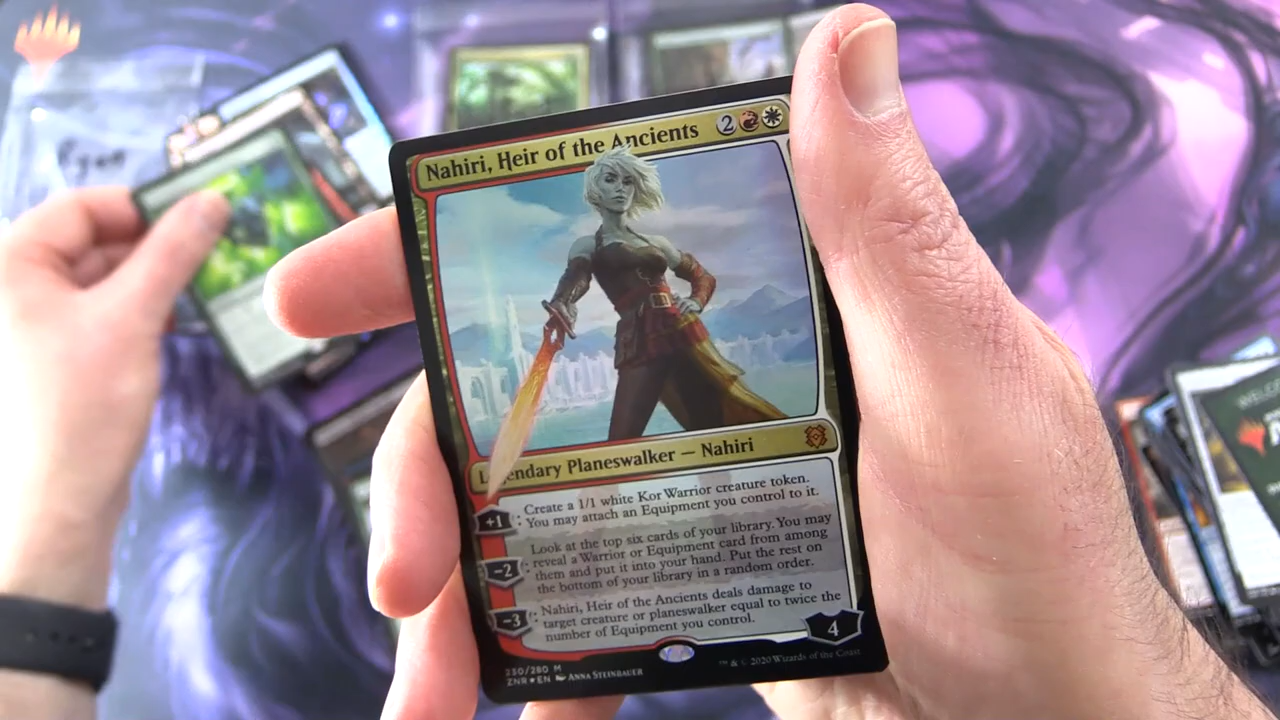 Ryan
Nahiri, Heir of the Ancients
2
Legendary Planeswalker — Nahiri
+1: Create a 1/1 white Kor Warrior creature token.
You may attach an Equipment you control to it.
Look at the top six cards of your library. You may
-2: reveal a Warrior or Equipment card from among
them and put it into your hand. Put the rest on
the bottom of your library in a random order.
Nahiri, Heir of the Ancients deals damage to
-3: target creature or planeswalker equal to twice the
number of Equipment you control.
4
230/280 M
ZNR★EN Anna Steinbauer
™ & © 2020 Wizards of the Coast